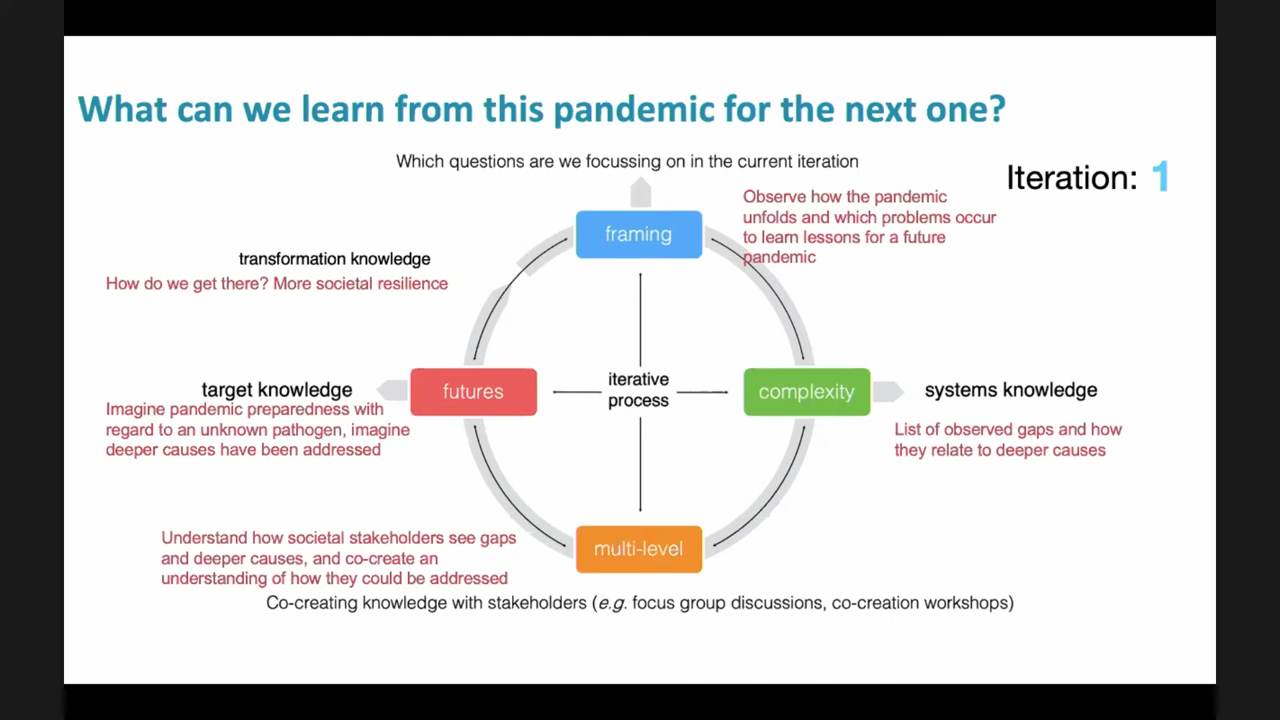 What can we learn from this pandemic for the next one?
Which questions are we focussing on in the current iteration
Iteration: 1
Observe how the pandemic
unfolds and which problems occur
to learn lessons for a future
pandemic
framing
transformation knowledge
How do we get there? More societal resilience
target knowledge
Imagine pandemic preparedness with
regard to an unknown pathogen, imagine
deeper causes have been addressed
futures
iterative
process
complexity
systems knowledge
List of observed gaps and how
they relate to deeper causes
Understand how societal stakeholders see gaps
and deeper causes, and co-create an
understanding of how they could be addressed
multi-level
Co-creating knowledge with stakeholders (e.g. focus group discussions, co-creation workshops)